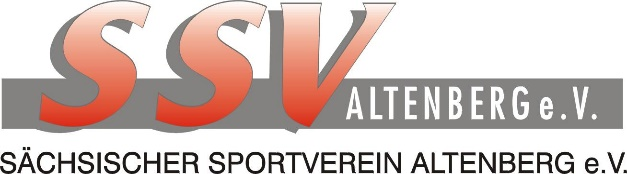 SSV ALTENBERG e.V.
SÄCHSISCHER SPORTVEREIN ALTENBERG e.V.